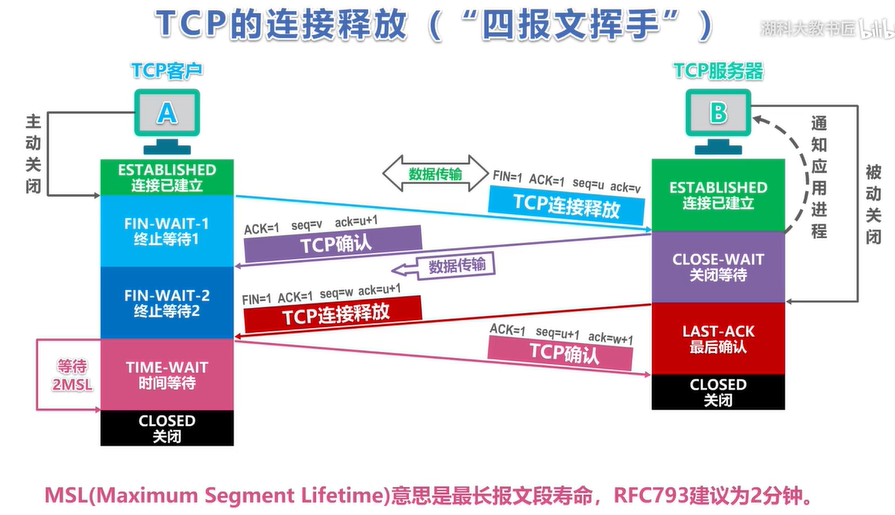 TCP的连接释放（“四报文挥手”）
湖科大教书匠
TCP客户
TCP服务器
A
B
主动关闭
通知应用进程
被动关闭
ESTABLISHED
连接已建立
数据传输
FIN=1 ACK=1 seq=u ack=v
TCP连接释放
ESTABLISHED
连接已建立
FIN-WAIT-1
终止等待1
ACK=1 seq=v ack=u+1
TCP确认
数据传输
CLOSE-WAIT
关闭等待
FIN-WAIT-2
终止等待2
FIN=1 ACK=1 seq=w ack=u+1
TCP连接释放
ACK=1 seq=u+1 ack=w+1
TCP确认
LAST-ACK
最后确认
等待
2MSL
TIME-WAIT
时间等待
CLOSED
关闭
CLOSED
关闭
MSL(Maximum Segment Lifetime)意思是最长报文段寿命，RFC793建议为2分钟。